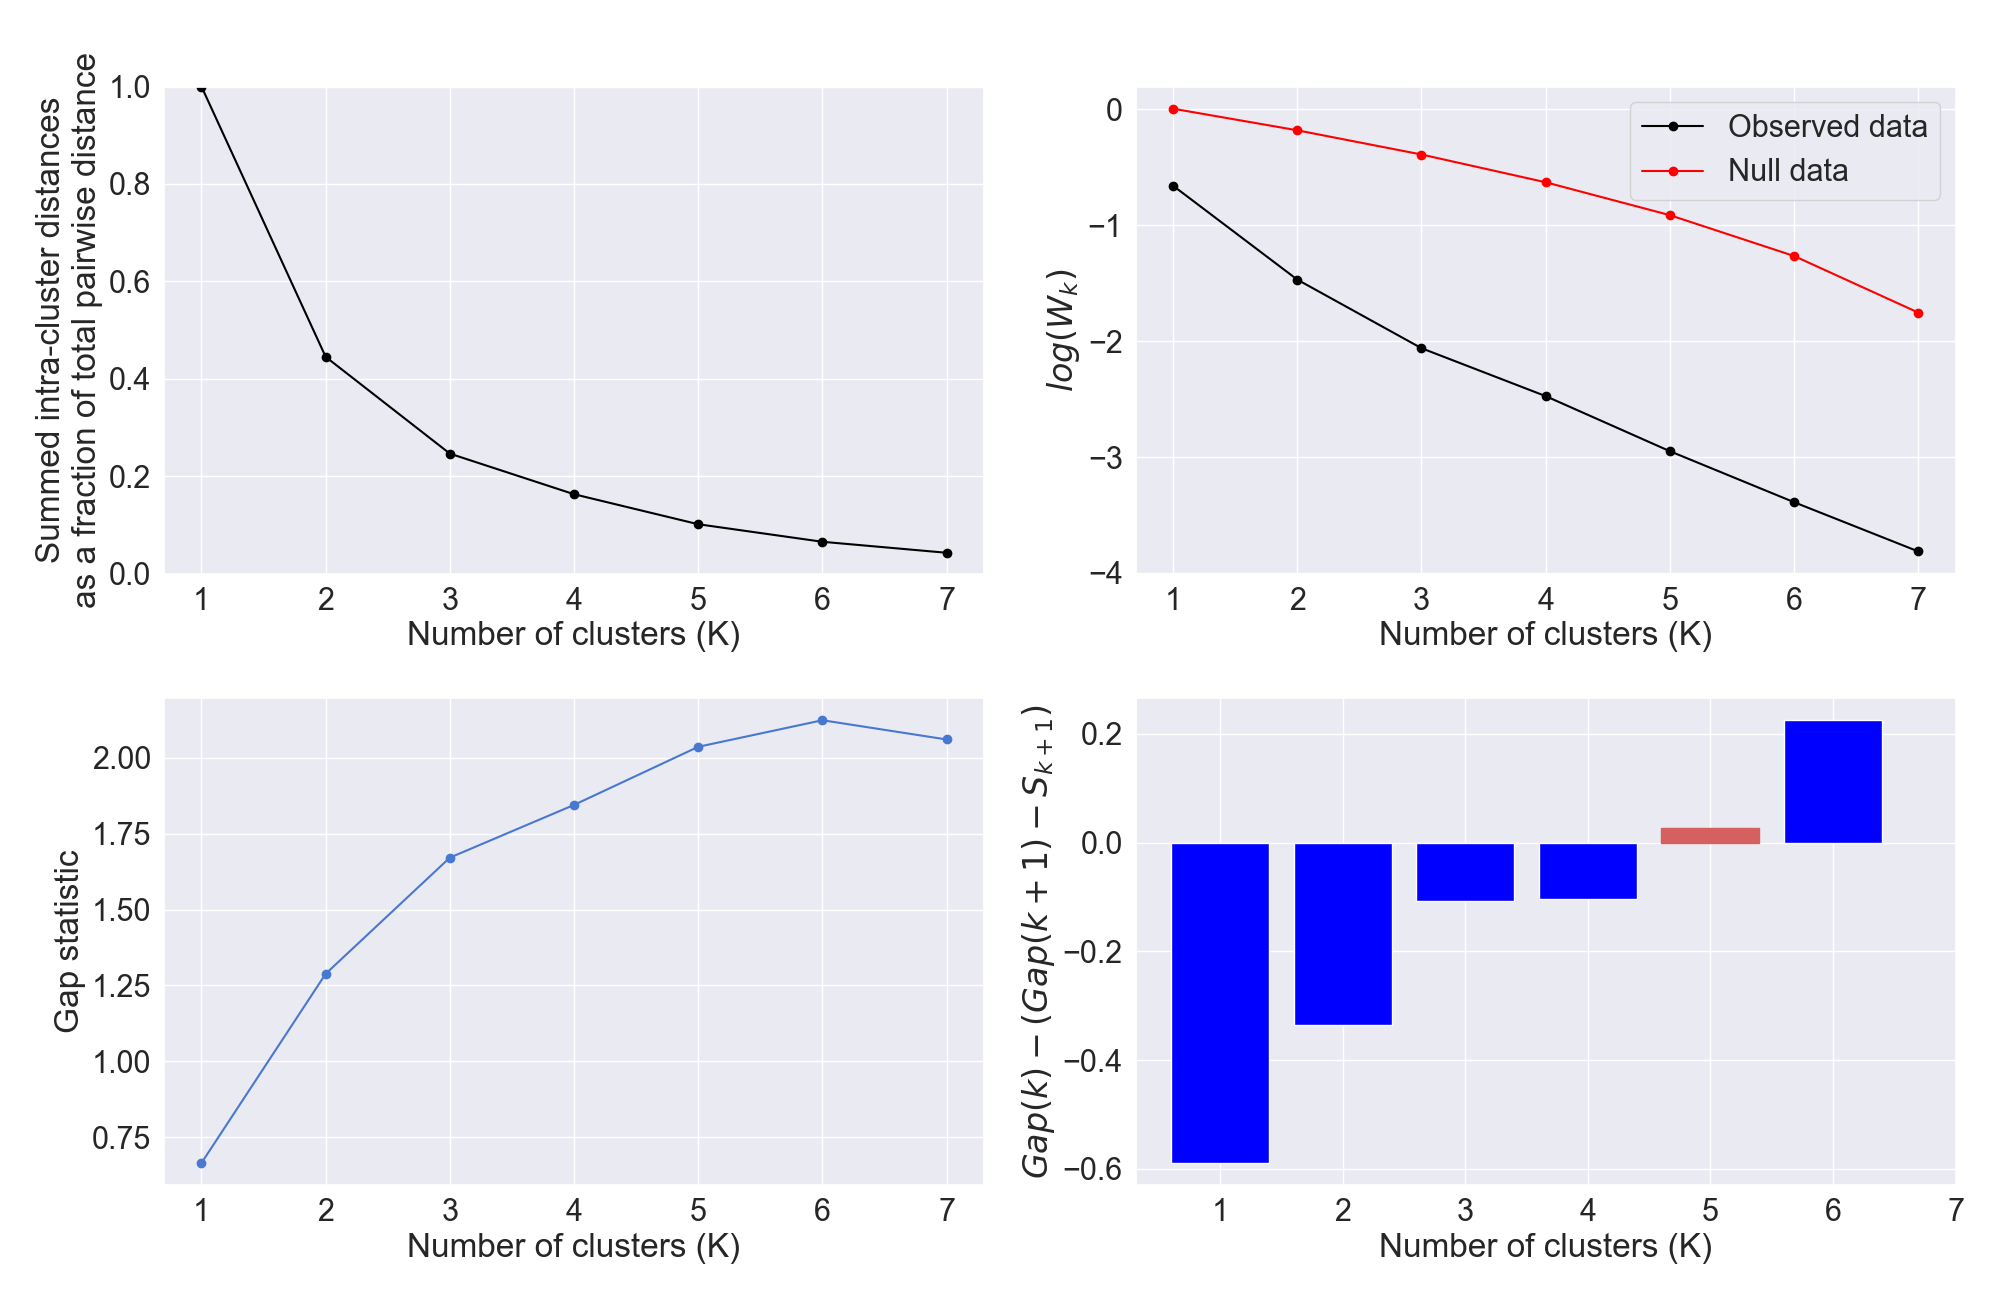 Summed intra-cluster distances
as a fraction of total pairwise distance
1.0
0.8
0.6
0.4
0.2
0.0
1 2 3 4 5 6 7
Number of clusters (K)
log(W_k)
0
−1
−2
−3
−4
Observed data
Null data
1 2 3 4 5 6 7
Number of clusters (K)
Gap statistic
2.00
1.75
1.50
1.25
1.00
0.75
1 2 3 4 5 6 7
Number of clusters (K)
Gap(k) − (Gap(k + 1) − S_{k+1})
0.2
0.0
−0.2
−0.4
−0.6
1 2 3 4 5 6 7
Number of clusters (K)